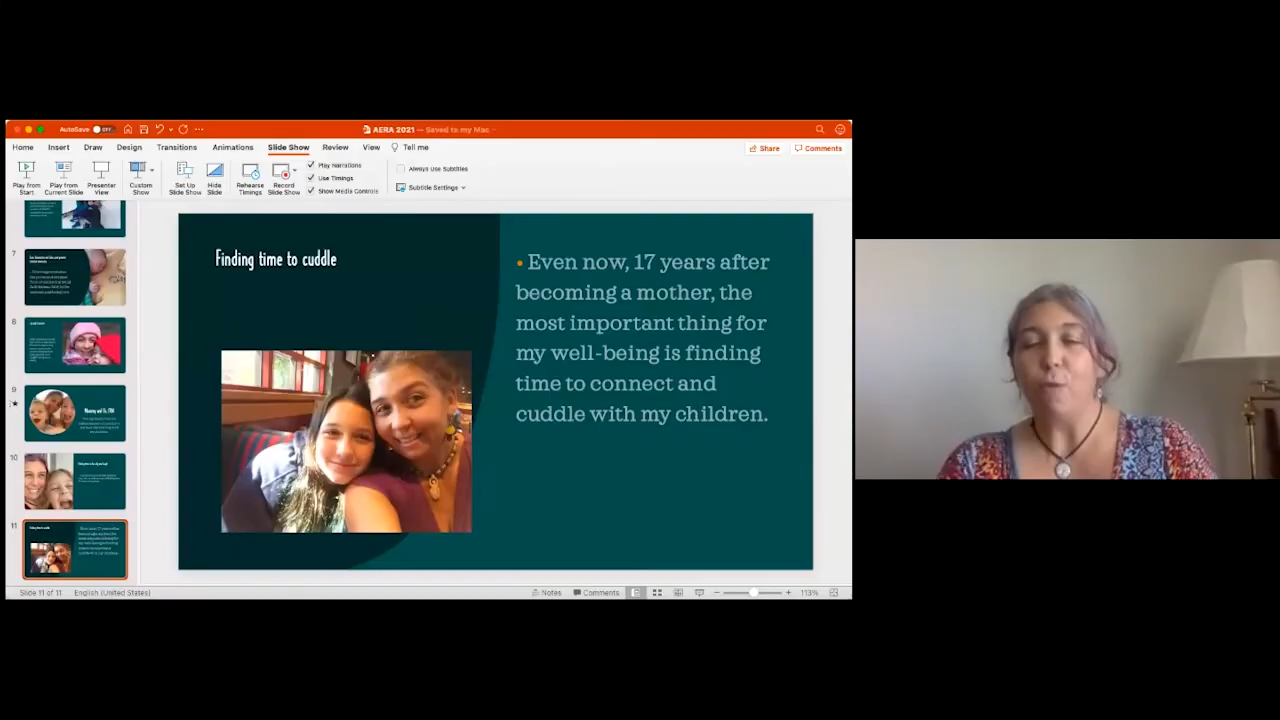 AutoSave OFF
AERA 2021 — Saved to my Mac
Home Insert Draw Design Transitions Animations Slide Show Review View Tell me
Share Comments
Play from Start
Play from Current Slide
Presenter View
Custom Show
Set Up Slide Show
Hide Slide
Rehearse Timings
Record Slide Show
Play Narrations
Use Timings
Show Media Controls
Always Use Subtitles
Subtitle Settings
7
8
9
10
11
Finding time to cuddle
• Even now, 17 years after
becoming a mother, the
most important thing for
my well-being is finding
time to connect and
cuddle with my children.
Slide 11 of 11 English (United States)
Notes Comments 113%